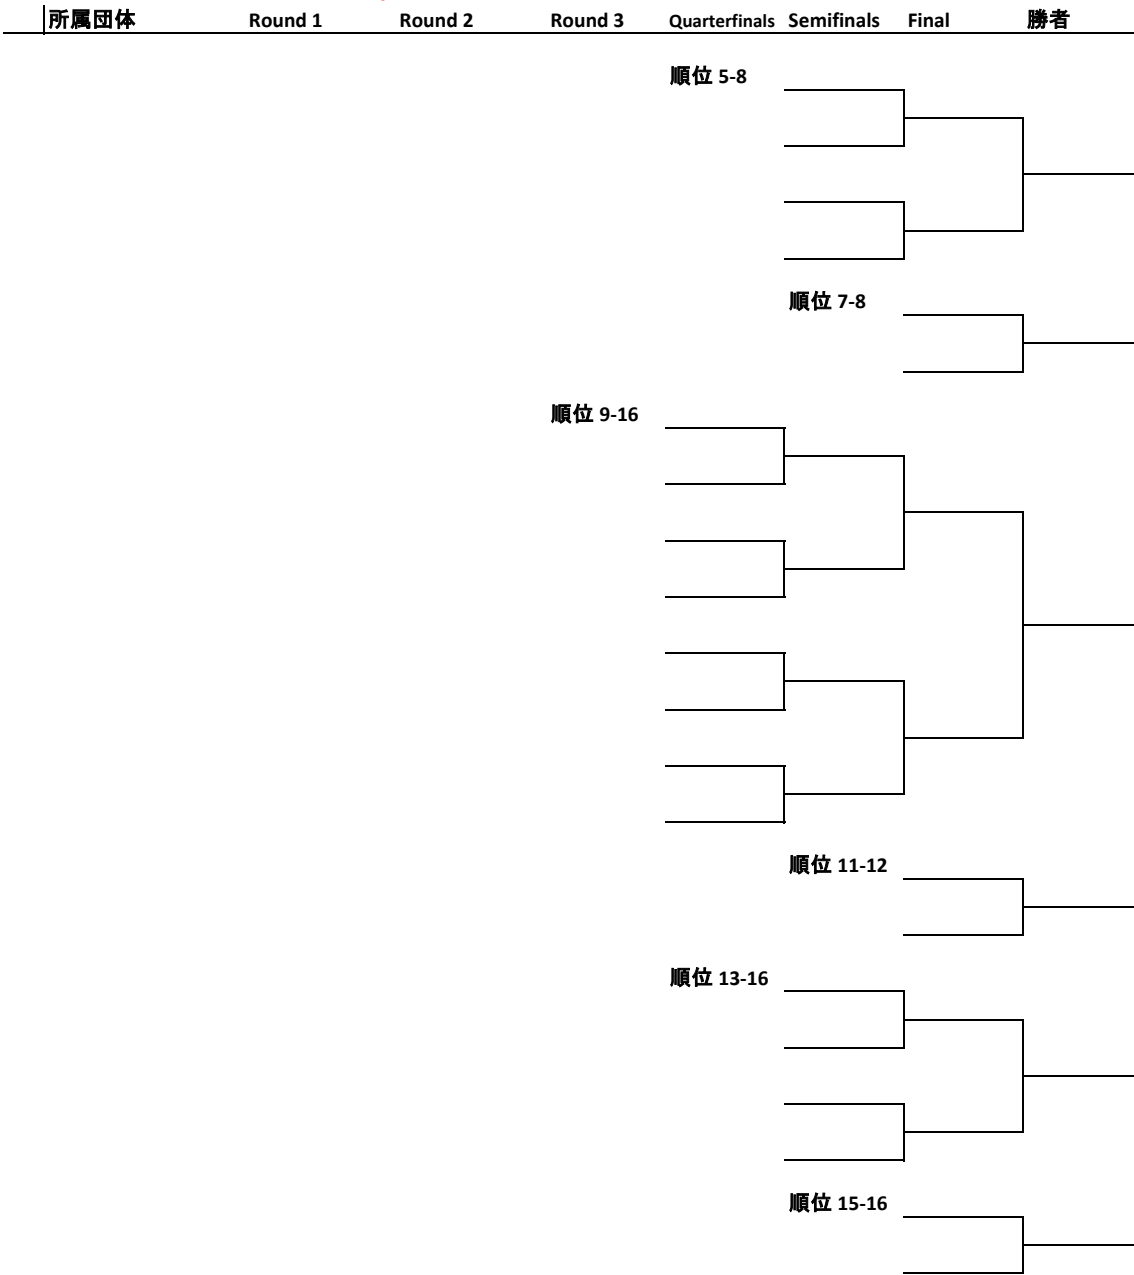 所属団体 Round 1 Round 2 Round 3 Quarterfinals Semifinals Final 勝者
順位 5-8
順位 7-8
順位 9-16
順位 11-12
順位 13-16
順位 15-16